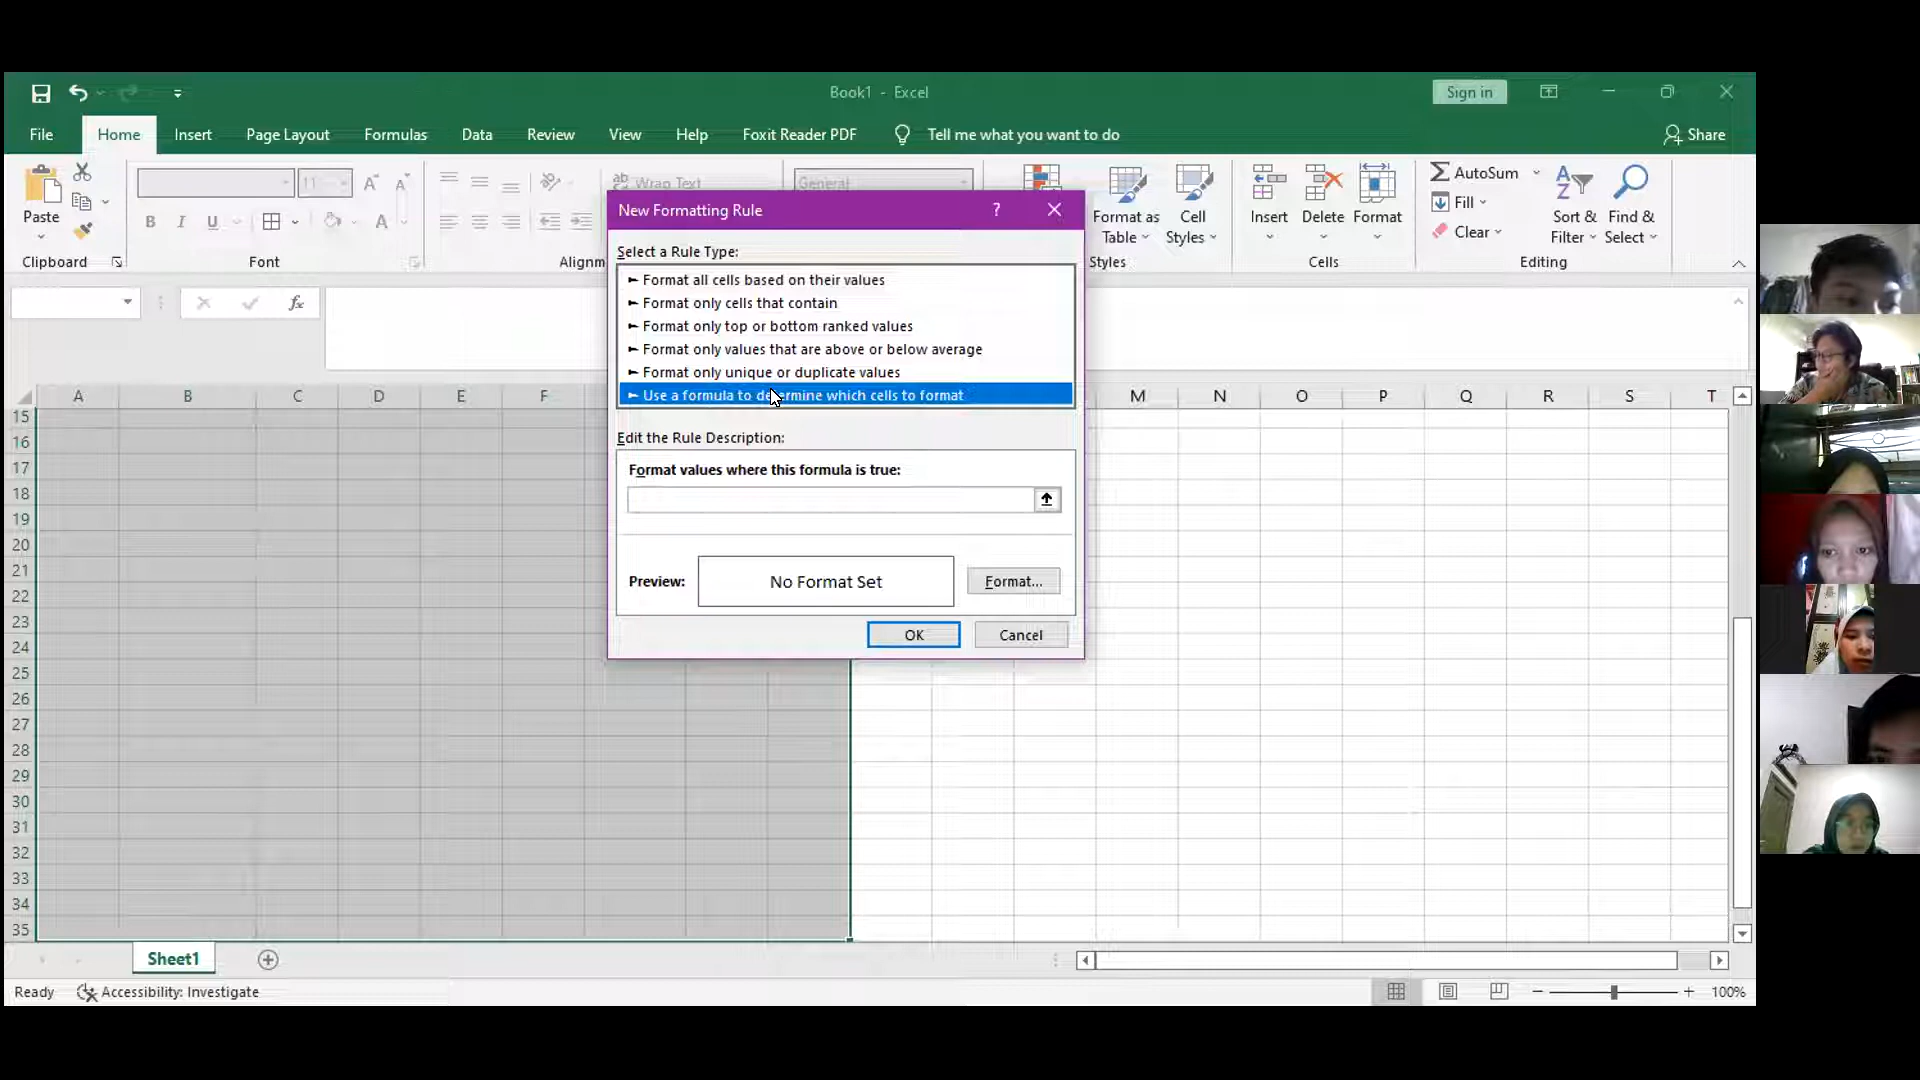 Book1 - Excel
Sign in
File Home Insert Page Layout Formulas Data Review View Help Foxit Reader PDF Tell me what you want to do Share
Paste
Clipboard
11
B I U A
Font
ab Wrap Text
Alignm
General
Format as Table
Cell Styles
Styles
Insert
Delete
Format
Cells
AutoSum
Fill
Clear
Sort & Filter
Find & Select
Editing
fx
New Formatting Rule ?
Select a Rule Type:
Format all cells based on their values
Format only cells that contain
Format only top or bottom ranked values
Format only values that are above or below average
Format only unique or duplicate values
Use a formula to determine which cells to format
Edit the Rule Description:
Format values where this formula is true:
Preview:
No Format Set
Format...
OK
Cancel
A B C D E F M N O P Q R S T
15
16
17
18
19
20
21
22
23
24
25
26
27
28
29
30
31
32
33
34
35
Sheet1
Ready Accessibility: Investigate 100%